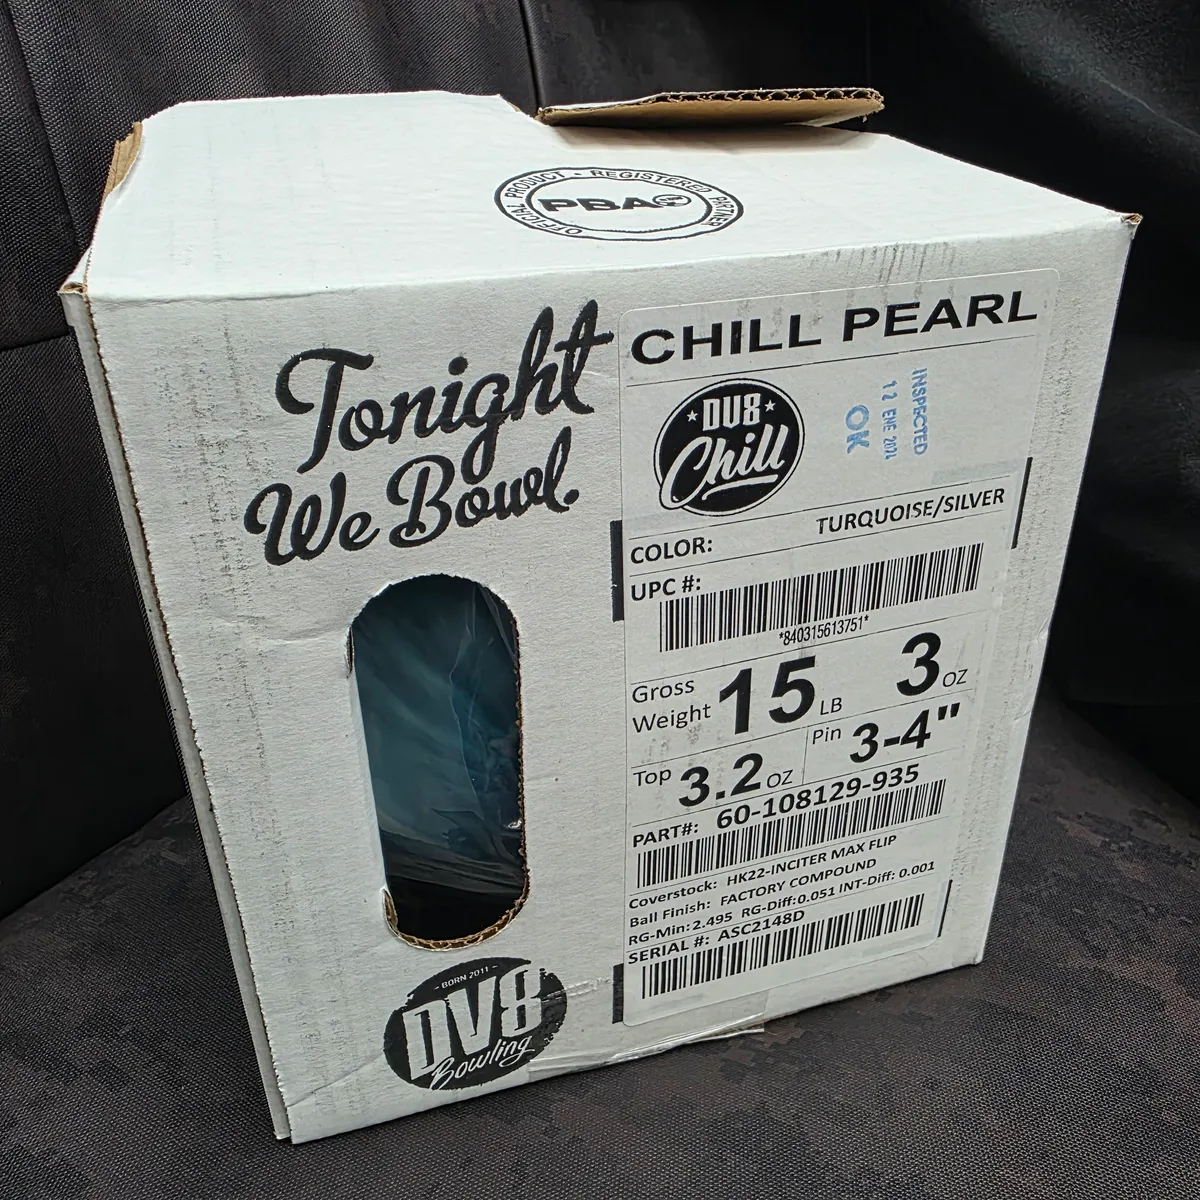 OFFICIAL PRODUCT - REGISTERED PARTNER
PBA
Tonight
We Bowl.
CHILL PEARL
DV8
Chill
INSPECTED
12 ENE 2024
OK
COLOR: TURQUOISE/SILVER
UPC #:
*840315613751*
Gross Weight 15 LB 3 OZ
Top 3.2 OZ Pin 3-4"
PART#: 60-108129-935
Coverstock: HK22-INCITER MAX FLIP
Ball Finish: FACTORY COMPOUND
RG-Min: 2.495 RG-Diff: 0.051 INT-Diff: 0.001
SERIAL #: ASC2148D
- BORN 2011 -
DV8
Bowling